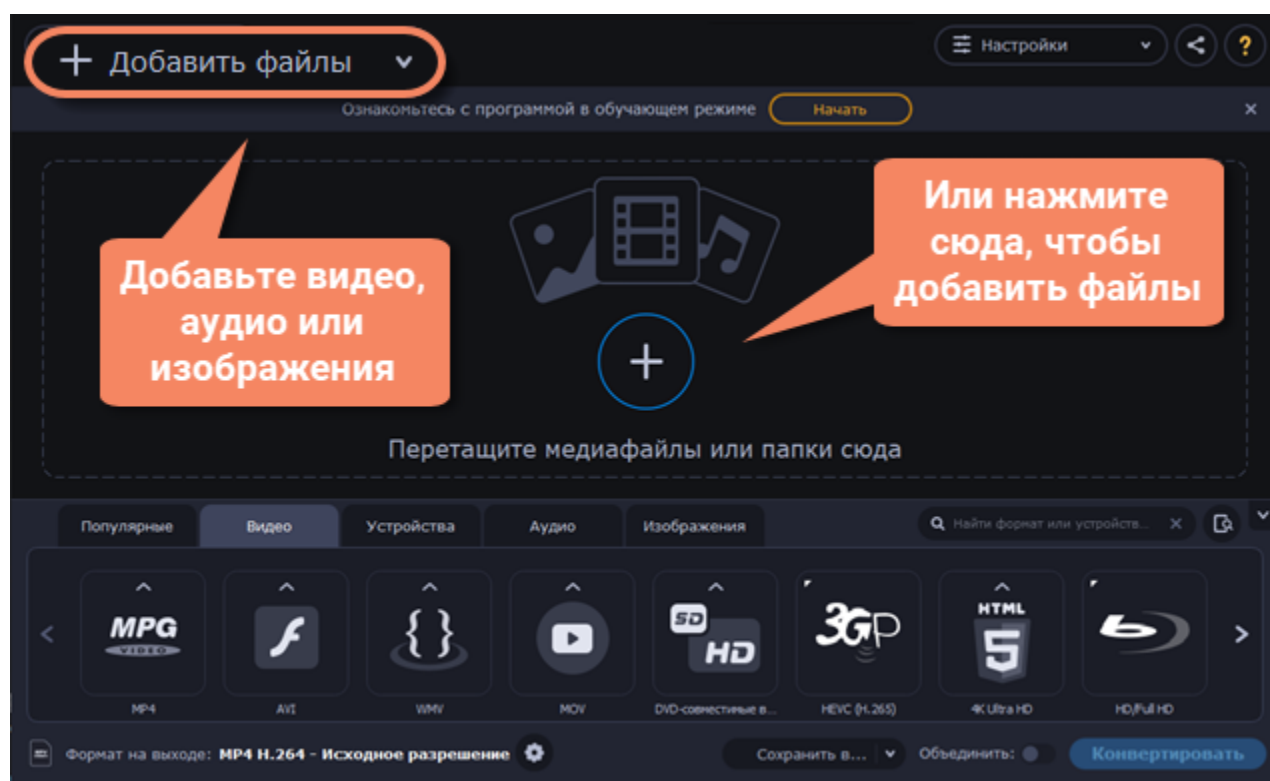 Добавить файлы
Настройки
?
Ознакомьтесь с программой в обучающем режиме
Начать
Добавьте видео,
аудио или
изображения
Или нажмите
сюда, чтобы
добавить файлы
Перетащите медиафайлы или папки сюда
Популярные
Видео
Устройства
Аудио
Изображения
Найти формат или устройств...
MPG
VIDEO
f
{ }
SD
HD
3GP
HTML
5
MP4
AVI
WMV
MOV
DVD-совместимые в...
HEVC (H.265)
4K Ultra HD
HD/Full HD
Формат на выходе: MP4 H.264 - Исходное разрешение
Сохранить в...
Объединить:
Конвертировать